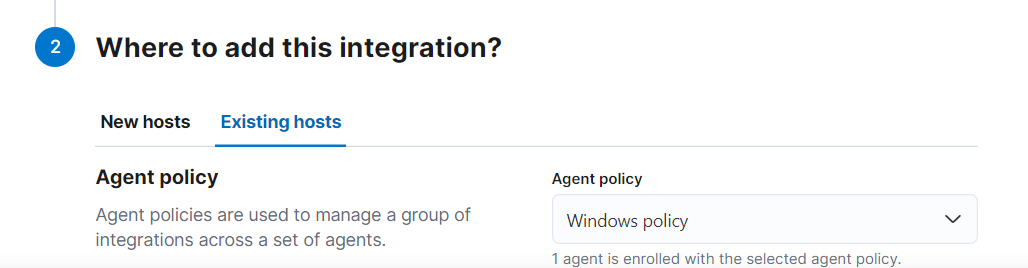 2
Where to add this integration?
New hosts
Existing hosts
Agent policy
Agent policies are used to manage a group of
integrations across a set of agents.
Agent policy
Windows policy
1 agent is enrolled with the selected agent policy.